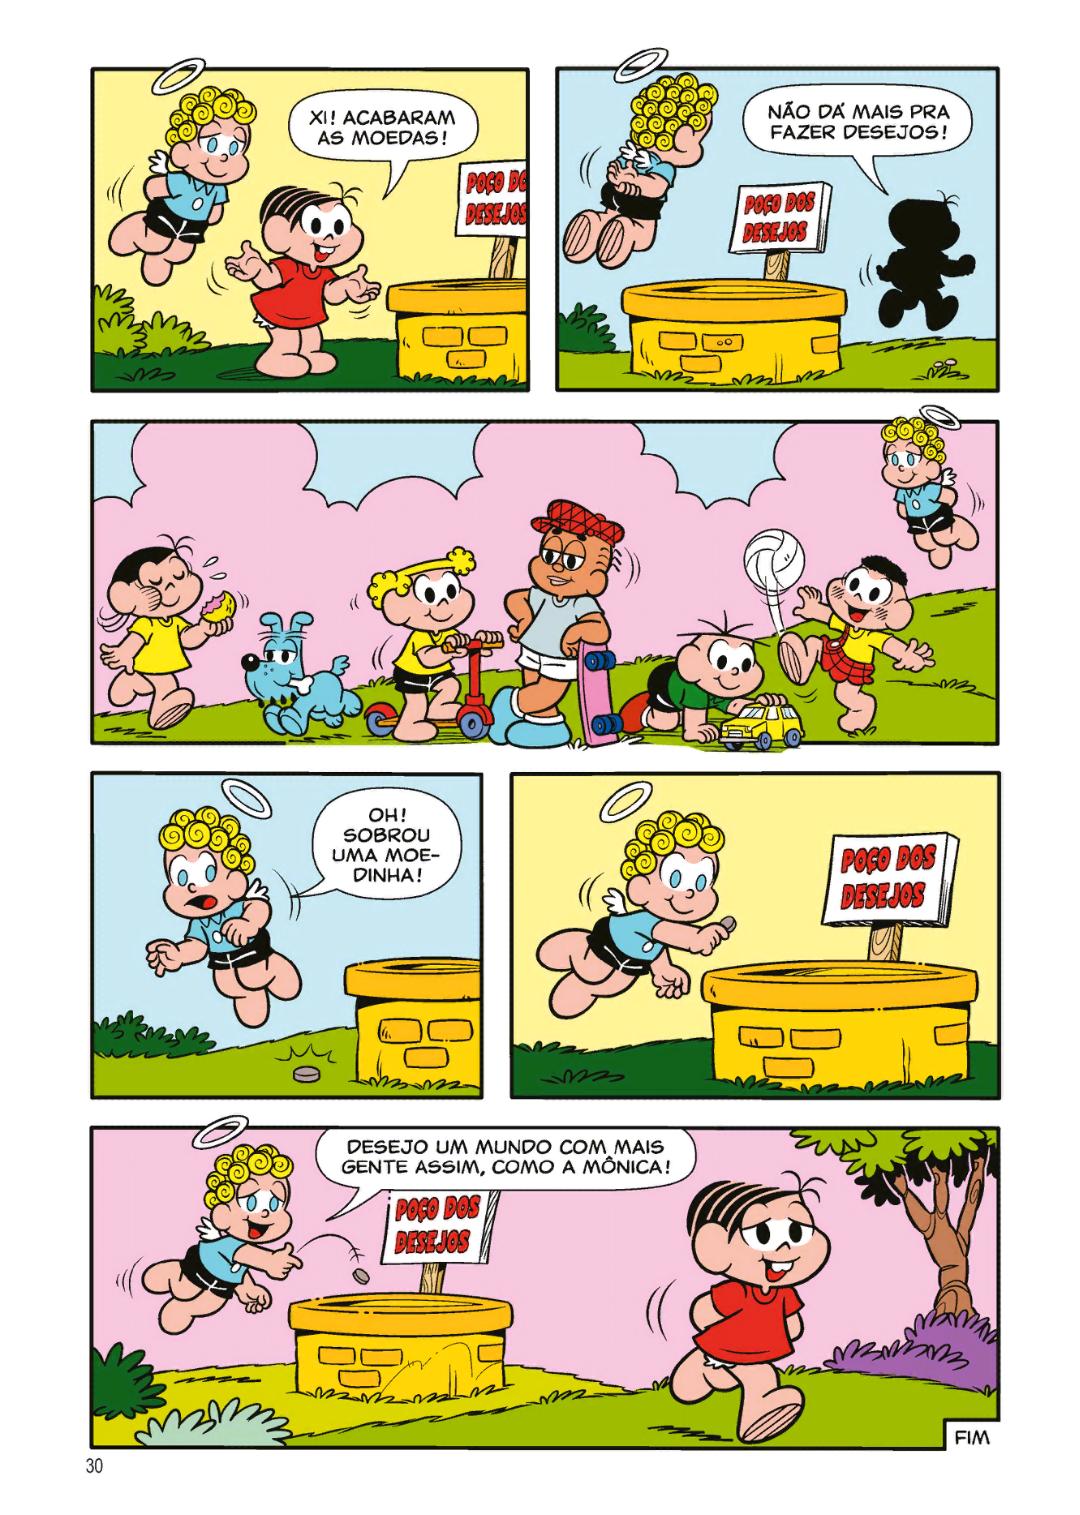 XI! ACABARAM
AS MOEDAS!
POÇO DO
DESEJOS
NÃO DÁ MAIS PRA
FAZER DESEJOS!
POÇO DOS
DESEJOS
OH!
SOBROU
UMA MOE-
DINHA!
POÇO DOS
DESEJOS
DESEJO UM MUNDO COM MAIS
GENTE ASSIM, COMO A MÔNICA!
POÇO DOS
DESEJOS
FIM
30